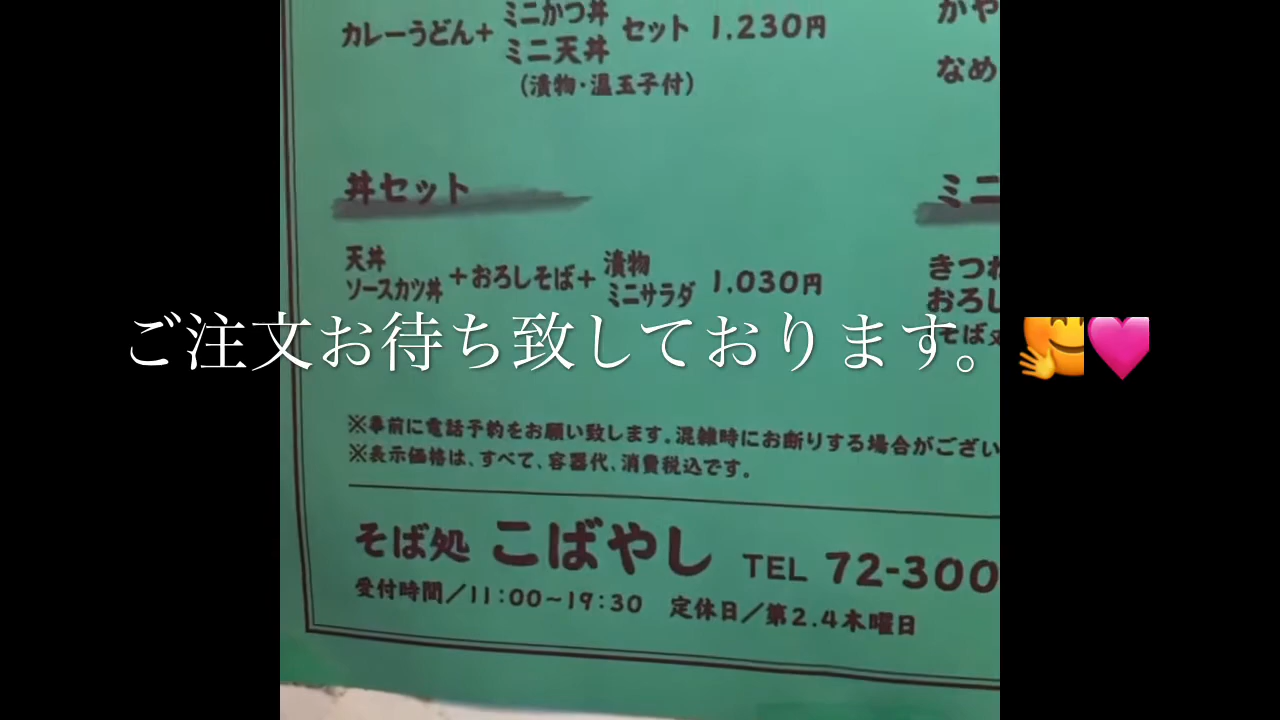 カレーうどん+ミニかつ丼 ミニ天丼 セット 1,230円
(漬物・温玉子付)
かや
なめ
丼セット
ミニ
天丼 ソースカツ丼 +おろしそば+ 漬物 ミニサラダ 1,030円
きつね
おろし
そば
ご注文お待ち致しております。🥰💓
※事前に電話予約をお願い致します。混雑時にお断りする場合がござい
※表示価格は、すべて、容器代、消費税込です。
そば処 こばやし TEL 72-300
受付時間/11:00~19:30 定休日/第2.4木曜日